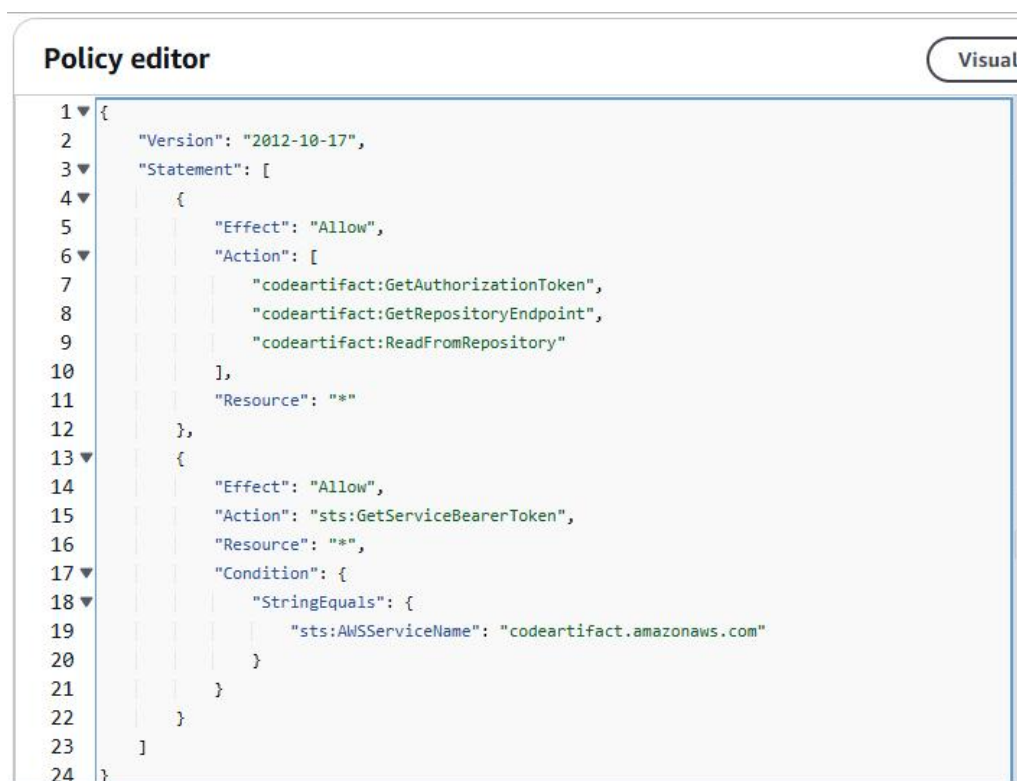 Policy editor
Visual
1 {
2 "Version": "2012-10-17",
3 "Statement": [
4 {
5 "Effect": "Allow",
6 "Action": [
7 "codeartifact:GetAuthorizationToken",
8 "codeartifact:GetRepositoryEndpoint",
9 "codeartifact:ReadFromRepository"
10 ],
11 "Resource": "*"
12 },
13 {
14 "Effect": "Allow",
15 "Action": "sts:GetServiceBearerToken",
16 "Resource": "*",
17 "Condition": {
18 "StringEquals": {
19 "sts:AWSServiceName": "codeartifact.amazonaws.com"
20 }
21 }
22 }
23 ]
24 }